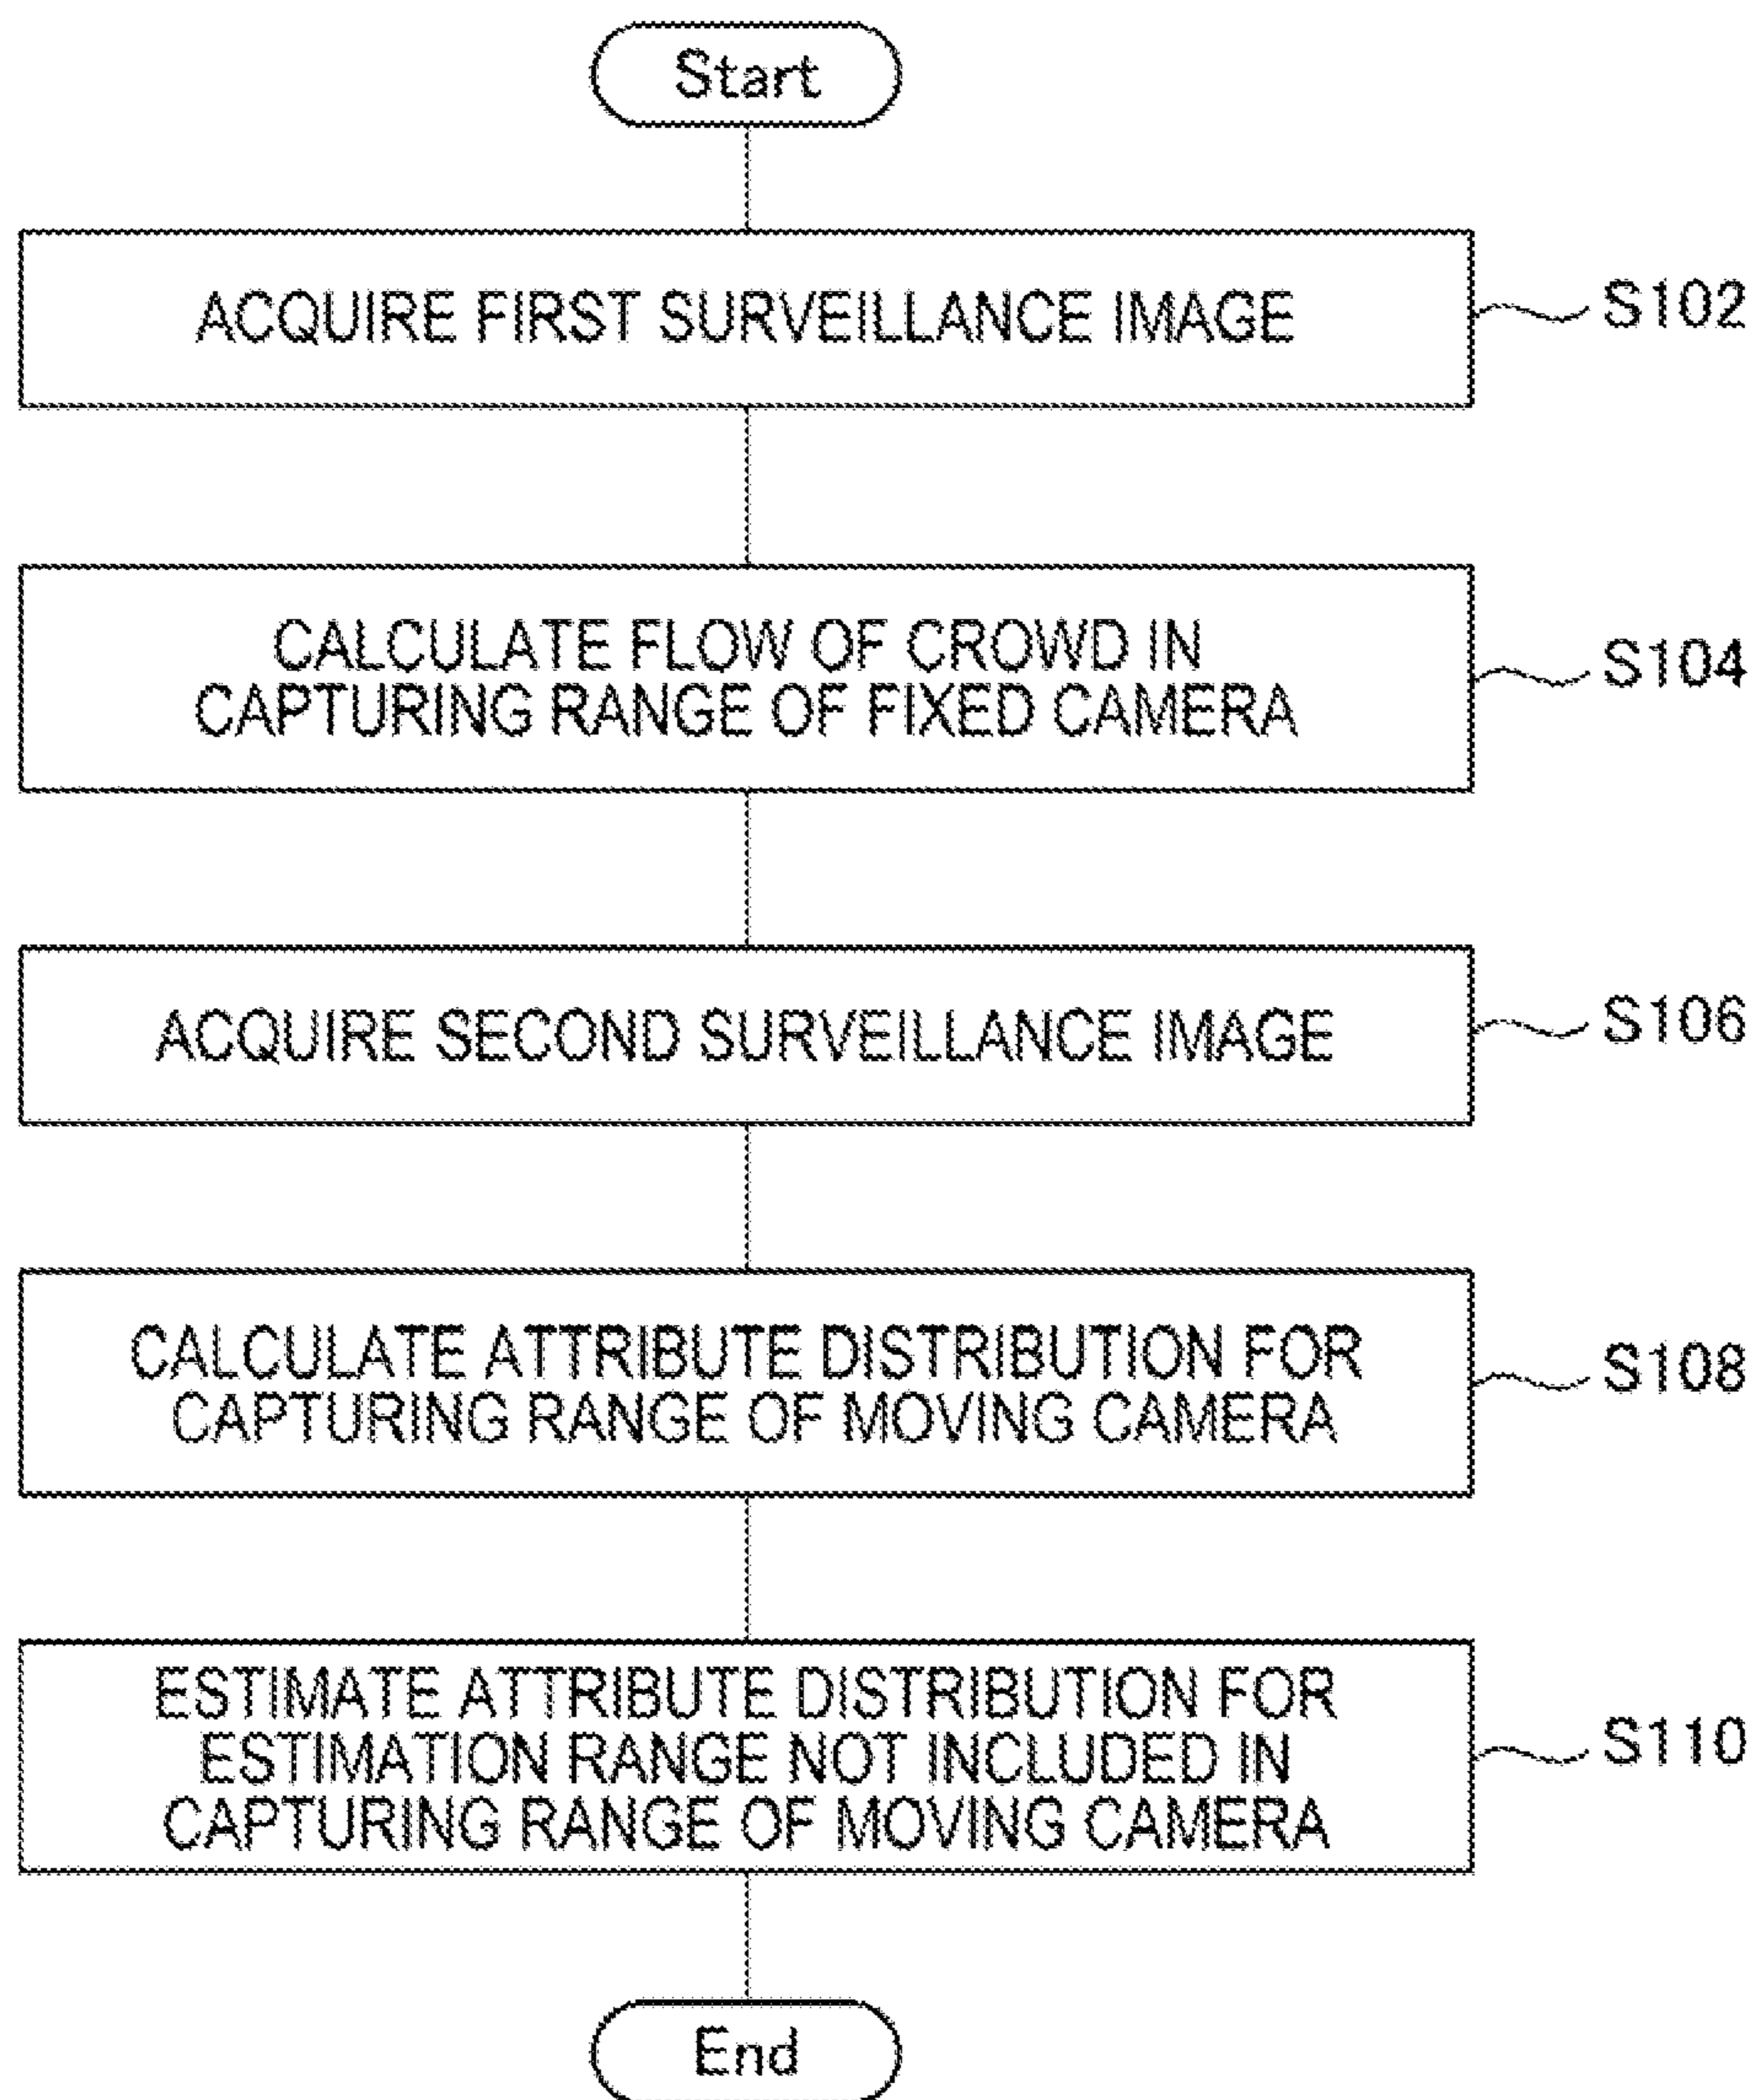 Start
ACQUIRE FIRST SURVEILLANCE IMAGE
S102
CALCULATE FLOW OF CROWD IN
CAPTURING RANGE OF FIXED CAMERA
S104
ACQUIRE SECOND SURVEILLANCE IMAGE
S106
CALCULATE ATTRIBUTE DISTRIBUTION FOR
CAPTURING RANGE OF MOVING CAMERA
S108
ESTIMATE ATTRIBUTE DISTRIBUTION FOR
ESTIMATION RANGE NOT INCLUDED IN
CAPTURING RANGE OF MOVING CAMERA
S110
End